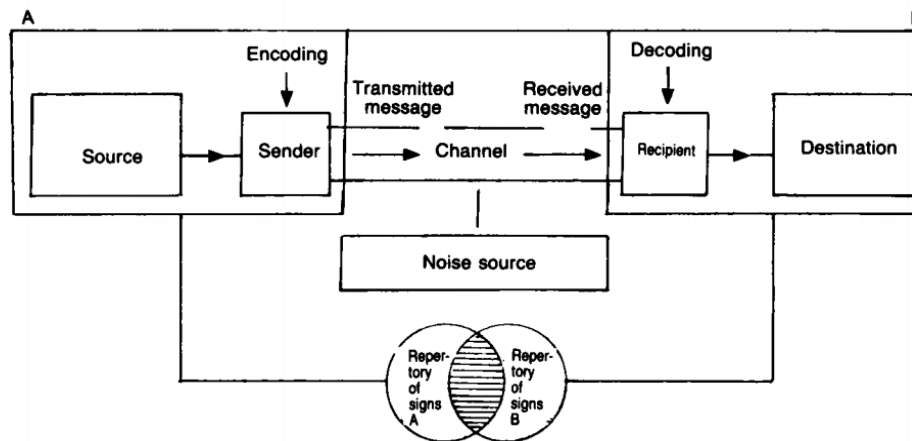 A
Encoding
Decoding
Transmitted
message
Received
message
Source
Sender
Channel
Recipient
Destination
Noise source
Reper-
tory
of
signs
A
Reper-
tory
of
signs
B